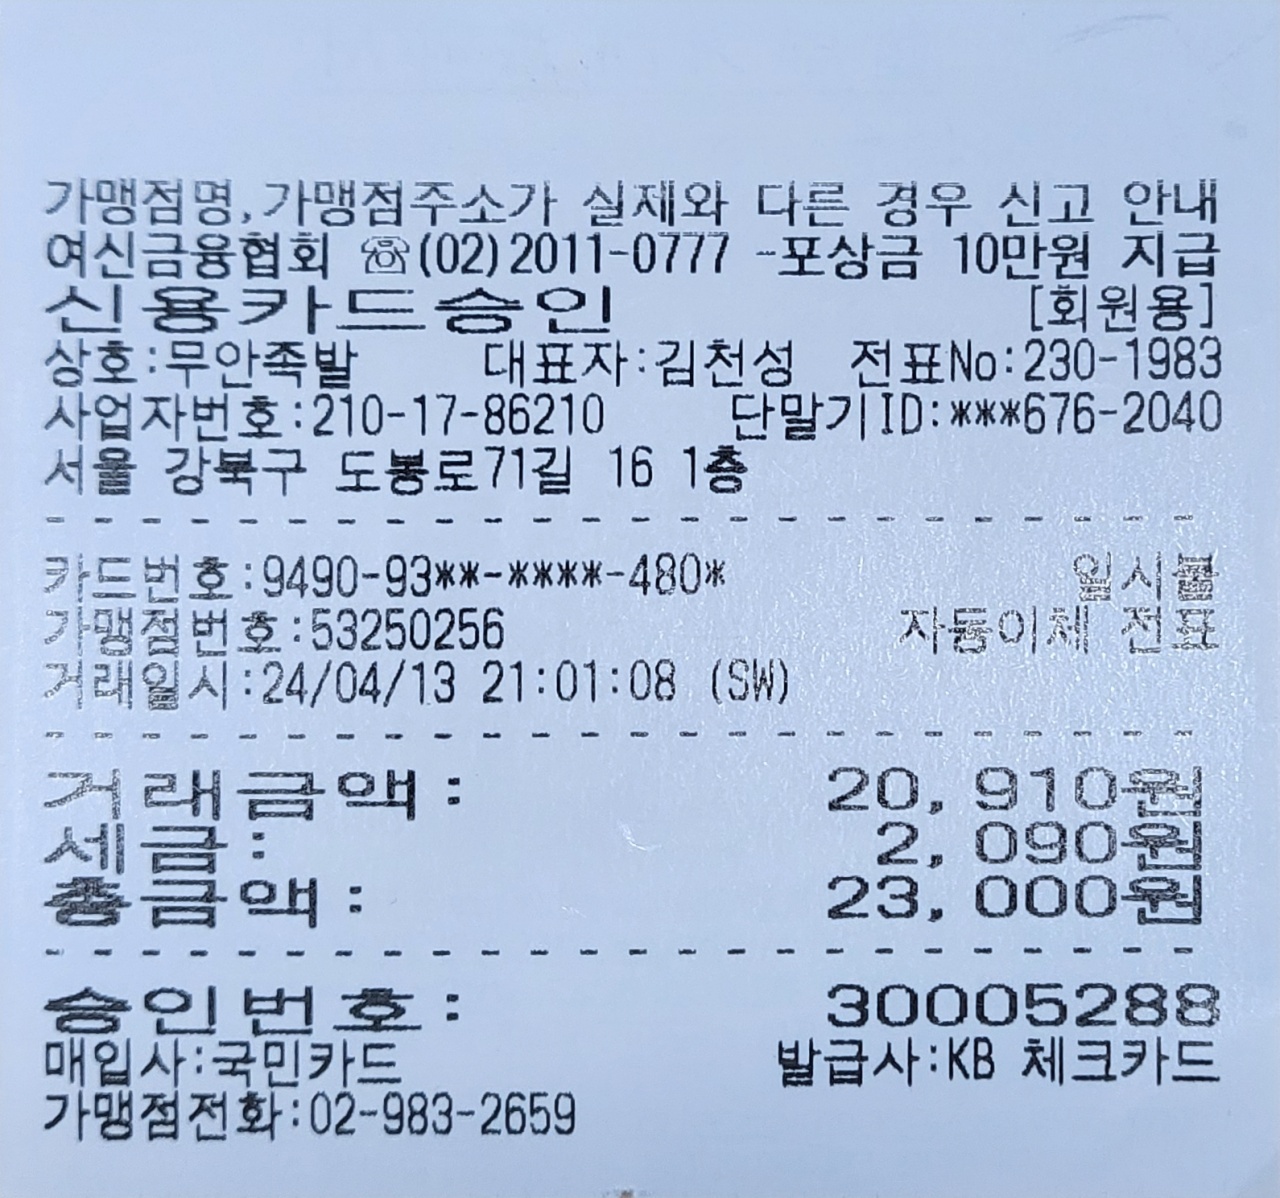 가맹점명,가맹점주소가 실제와 다른 경우 신고 안내
여신금융협회 ☏(02)2011-0777 -포상금 10만원 지급
신용카드승인 [회원용]
상호:무안족발 대표자:김천성 전표No:230-1983
사업자번호:210-17-86210 단말기ID:***676-2040
서울 강북구 도봉로71길 16 1층
카드번호:9490-93**-****-480* 일시불
가맹점번호:53250256 자동이체 전표
거래일시:24/04/13 21:01:08 (SW)
거래금액: 20,910원
세금: 2,090원
총금액: 23,000원
승인번호: 30005288
매입사:국민카드 발급사:KB 체크카드
가맹점전화:02-983-2659